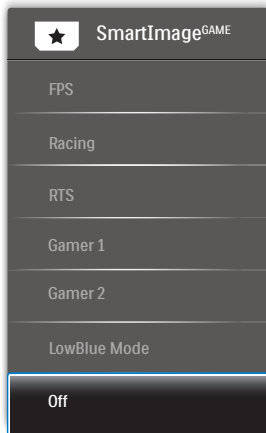 SmartImageGAME
FPS
Racing
RTS
Gamer 1
Gamer 2
LowBlue Mode
Off